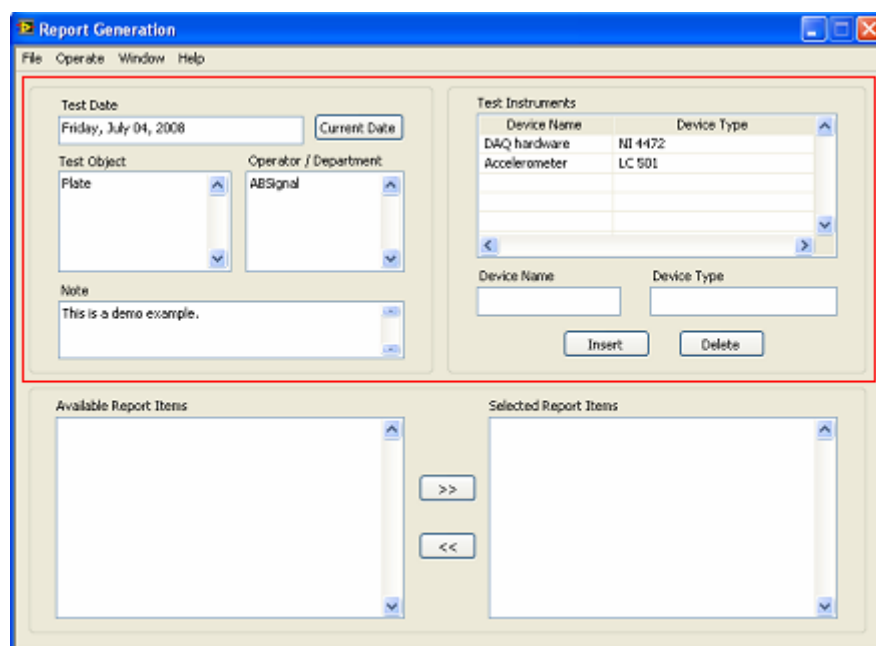 Report Generation
File Operate Window Help
Test Date
Friday, July 04, 2008
Current Date
Test Object
Operator / Department
Plate
ABSignal
Note
This is a demo example.
Test Instruments
Device Name Device Type
DAQ hardware NI 4472
Accelerometer LC 501
Device Name
Device Type
Insert
Delete
Available Report Items
Selected Report Items
>>
<<